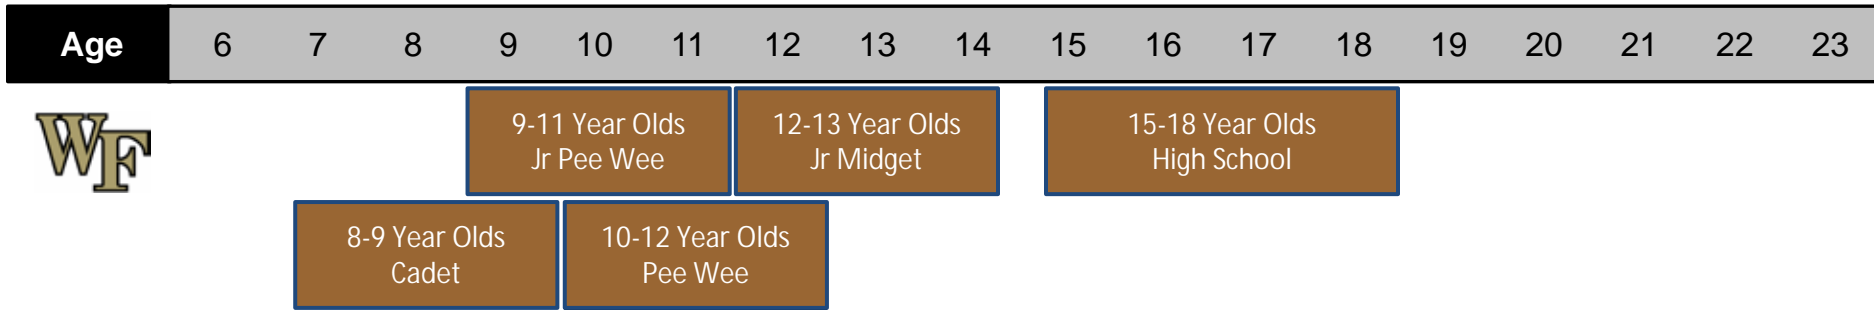 Age 6 7 8 9 10 11 12 13 14 15 16 17 18 19 20 21 22 23
WF
9-11 Year Olds
Jr Pee Wee
12-13 Year Olds
Jr Midget
15-18 Year Olds
High School
8-9 Year Olds
Cadet
10-12 Year Olds
Pee Wee